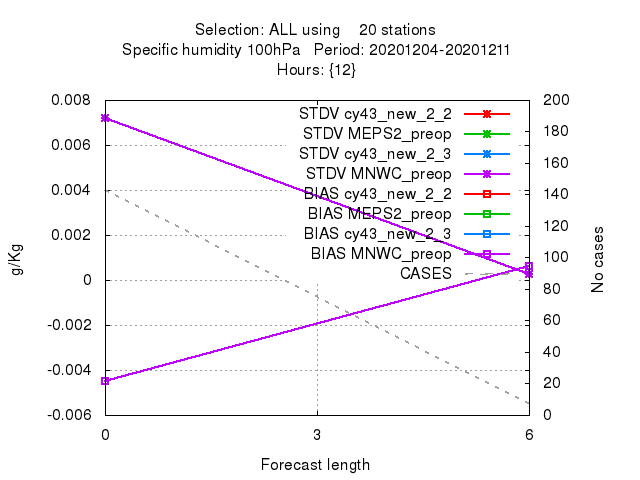 Selection: ALL using 20 stations
Specific humidity 100hPa Period: 20201204-20201211
Hours: {12}
0.008
0.006
0.004
0.002
0
-0.002
-0.004
-0.006
g/Kg
STDV cy43_new_2_2
STDV MEPS2_preop
STDV cy43_new_2_3
STDV MNWC_preop
BIAS cy43_new_2_2
BIAS MEPS2_preop
BIAS cy43_new_2_3
BIAS MNWC_preop
CASES
200
180
160
140
120
100
80
60
40
20
0
No cases
0 3 6
Forecast length